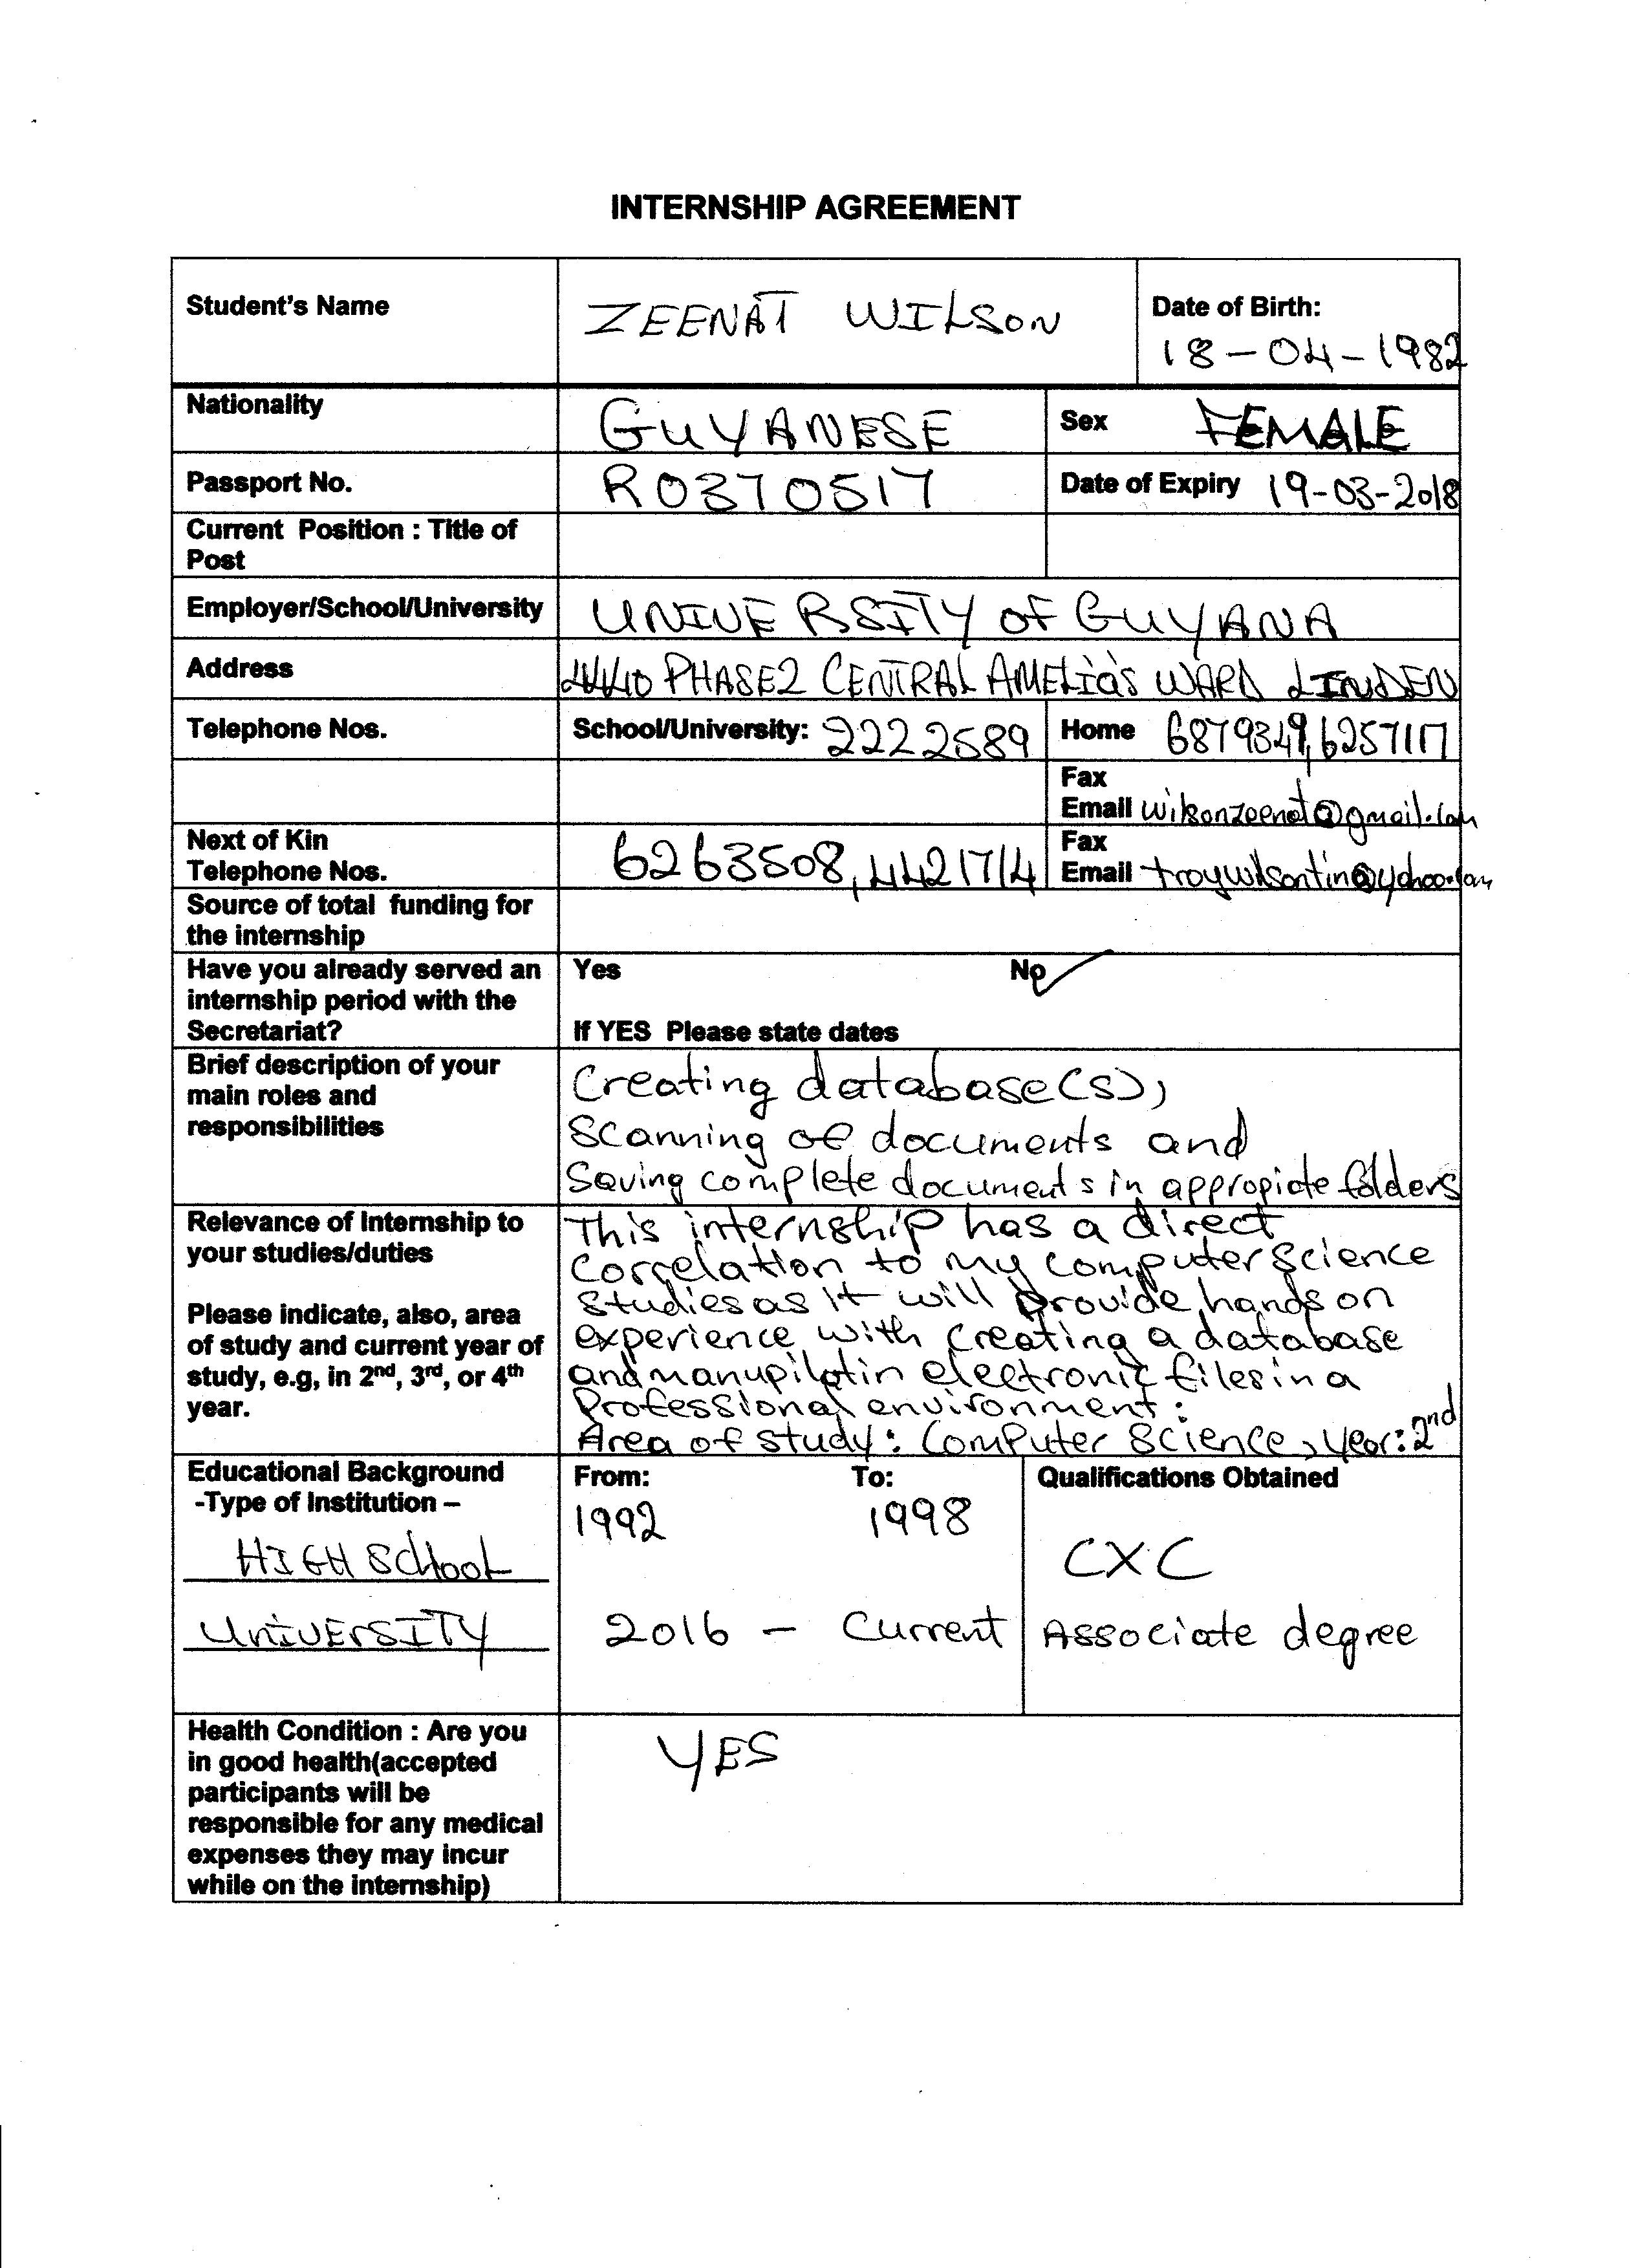 INTERNSHIP AGREEMENT
Student's Name ZEENAT WILSON Date of Birth:
18-04-1982
Nationality GUYANESE Sex FEMALE
Passport No. R0370517 Date of Expiry 19-03-2018
Current Position : Title of
Post
Employer/School/University UNIVERSITY OF GUYANA
Address 4440 PHASE2 CENTRAL AMELIA'S WARD LINDEN
Telephone Nos. School/University: 2222589 Home 6879349, 6257117
Fax
Email wilsonzeenat@gmail.com
Next of Kin Fax
Telephone Nos. 6263508, 4421714 Email troywilsontin@yahoo.com
Source of total funding for
the internship
Have you already served an Yes No
internship period with the
Secretariat? If YES Please state dates
Brief description of your
main roles and
responsibilities
Creating database(s),
Scanning of documents and
Saving complete documents in appropiate folders
Relevance of Internship to
your studies/duties
Please indicate, also, area
of study and current year of
study, e.g, in 2nd, 3rd, or 4th
year.
This internship has a direct
correlation to my computer science
studies as it will provide hands on
experience with creating a database
and manupilatin electronic files in a
Professional environment:
Area of study: Computer Science, year: 2nd
Educational Background From: To: Qualifications Obtained
-Type of Institution –
HIGH School 1992 1998 CXC
UNIVERSITY 2016 - Current Associate degree
Health Condition : Are you
in good health(accepted
participants will be
responsible for any medical
expenses they may incur
while on the internship)
YES